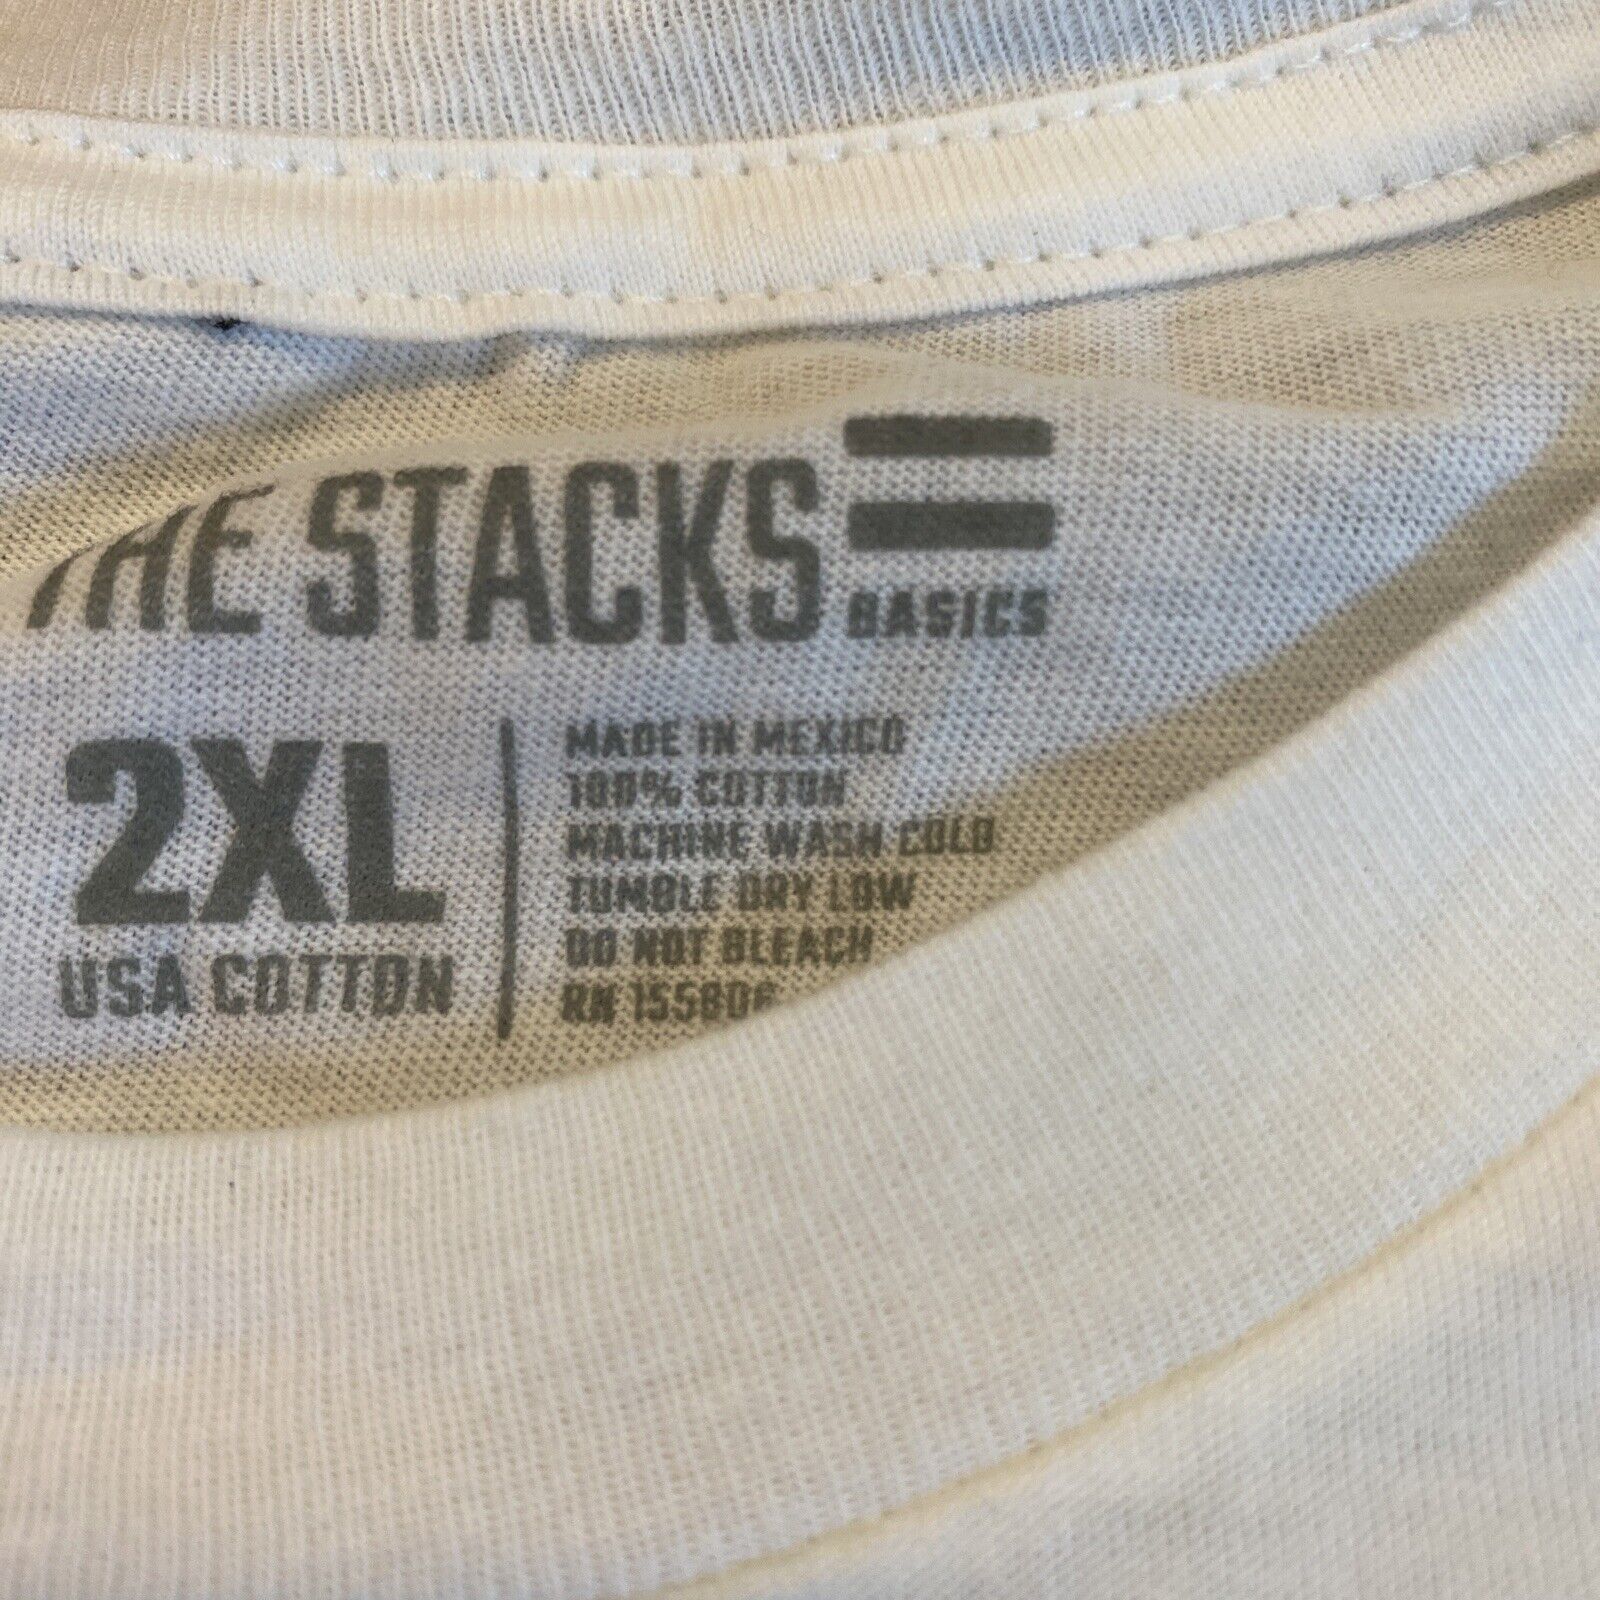 THE STACKS
BASICS
2XL
USA COTTON
MADE IN MEXICO
100% COTTON
MACHINE WASH COLD
TUMBLE DRY LOW
DO NOT BLEACH
RN 155806